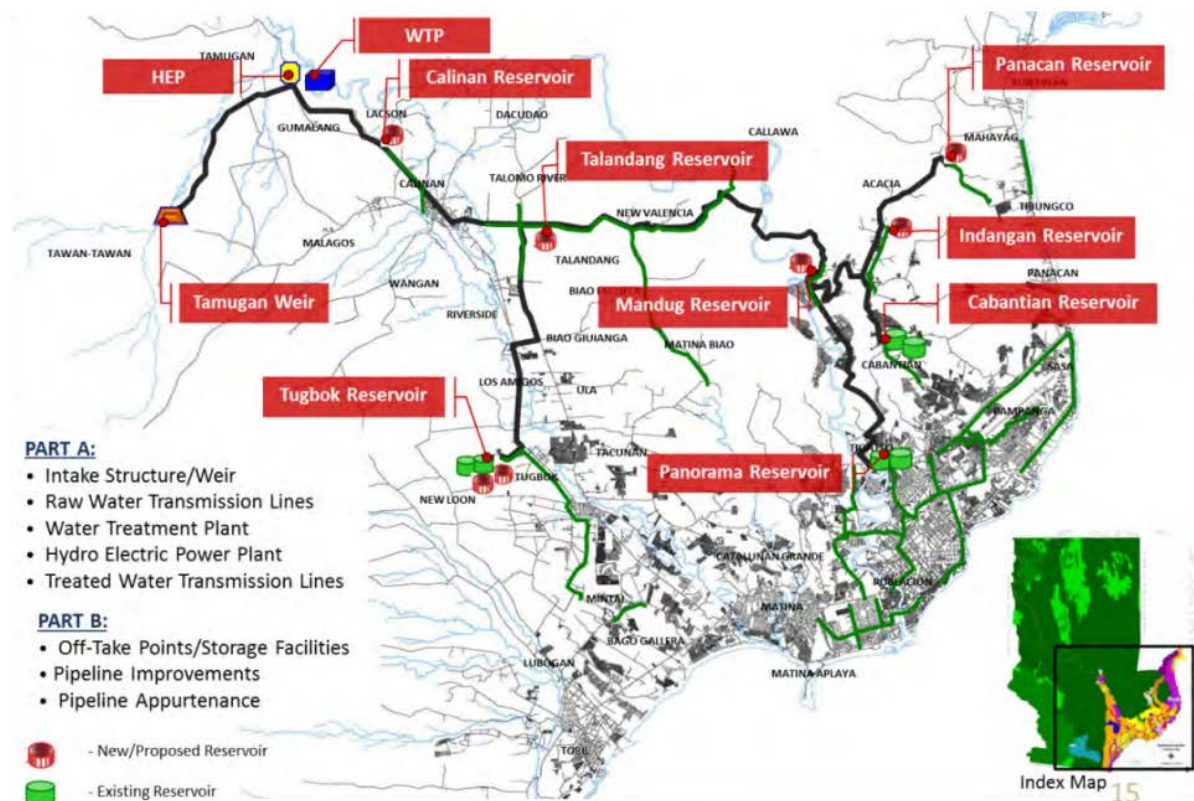 WTP
TAMUGAN
HEP
Calinan Reservoir
Panacan Reservoir
LACSON
DACUDAO
GUMALANG
MAHAYAG
CALLAWA
Talandang Reservoir
TALOMO RIVER
ACACIA
CALINAN
NEW VALENCIA
TIBUNGCO
Indangan Reservoir
MALAGOS
TAWAN-TAWAN
TALANDANG
PANACAN
WANGAN
Tamugan Weir
Mandug Reservoir
Cabantian Reservoir
RIVERSIDE
BIAO GIUIANGA
MATINA BIAO
CABANTIAN
SASA
Tugbok Reservoir
LOS AMIGOS
ULA
PAMPANGA
PART A:
• Intake Structure/Weir
• Raw Water Transmission Lines
• Water Treatment Plant
• Hydro Electric Power Plant
• Treated Water Transmission Lines
TACUNAN
Panorama Reservoir
TUGBOK
NEW LOON
CATALUNAN GRANDE
POBLACION
MINTAL
MATINA
BAGO GALLERA
LUBOGAN
MATINA APLAYA
PART B:
• Off-Take Points/Storage Facilities
• Pipeline Improvements
• Pipeline Appurtenance
TORIL
- New/Proposed Reservoir
- Existing Reservoir
Index Map
15